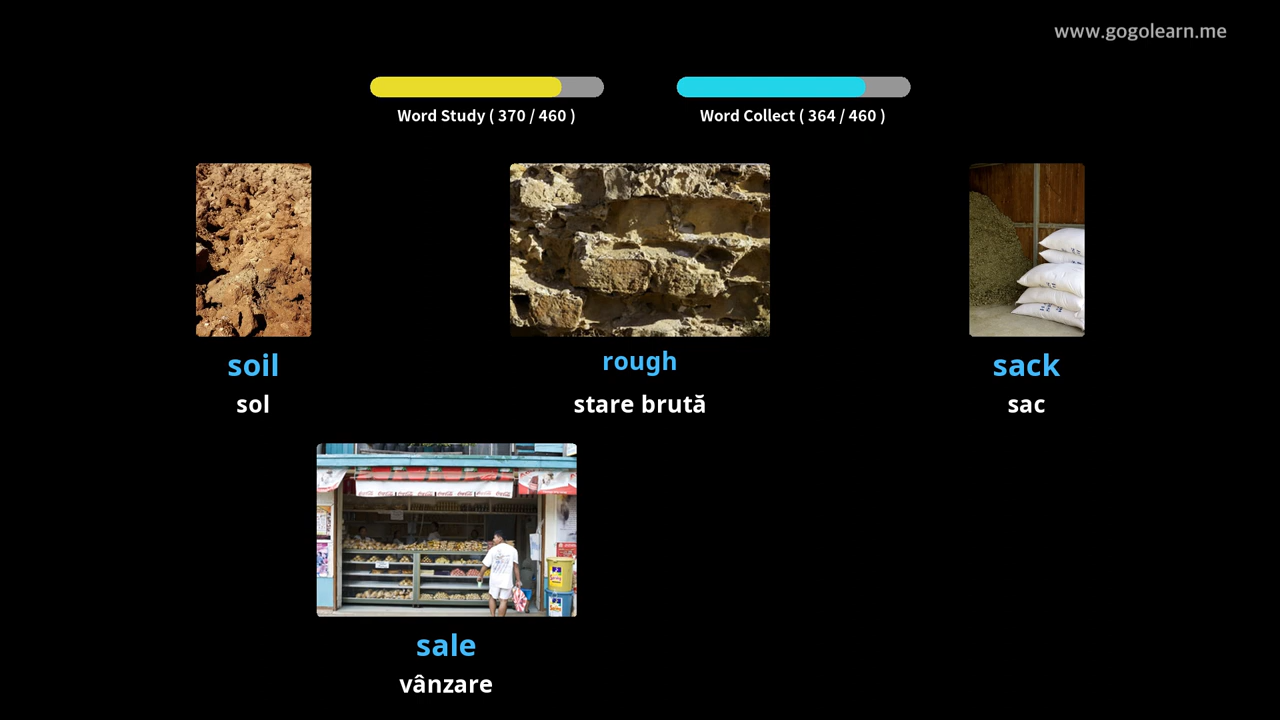 www.gogolearn.me
Word Study ( 370 / 460 )
Word Collect ( 364 / 460 )
soil
sol
rough
stare brută
sack
sac
sale
vânzare